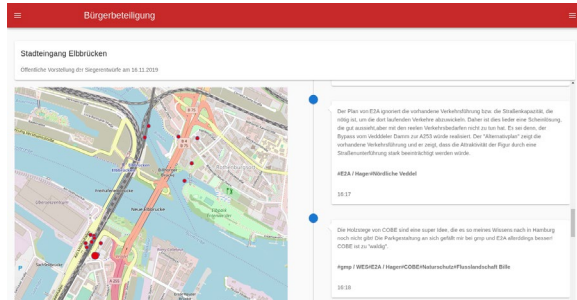 Bürgerbeteiligung
Stadteingang Elbbrücken
Öffentliche Vorstellung der Siegerentwürfe am 16.11.2019
Der Plan von E2A ignoriert die vorhandene Verkehrsführung bzw. die Straßenkapazität, die
nötig ist, um die dort laufenden Verkehre abzuwickeln. Daher ist dies leider eine Scheinlösung,
die gut aussieht,aber mit den realen Verkehrsbedarfen nicht zu tun hat. Es sei denn, der
Bypass vom Veddeler Damm zur A253 würde realisiert. Der "Alternativplan" zeigt die
vorhandene Verkehrsführung und er zeigt, dass die Attraktivität der Figur durch eine
Straßenunterführung stark beeinträchtigt werden würde.
#E2A / Hager#Nördliche Veddel
16:17
Die Holzstege von COBE sind eine super Idee, die es so meines Wissens nach in Hamburg
noch nicht gibt! Die Parkgestaltung an sich gefällt mir bei gmp und E2A allerdings besser!
COBE ist zu "waldig".
#gmp / WES#E2A / Hager#COBE#Naturschutz#Flusslandschaft Bille
16:18
Elbbrücken
Neue Elbbrücke